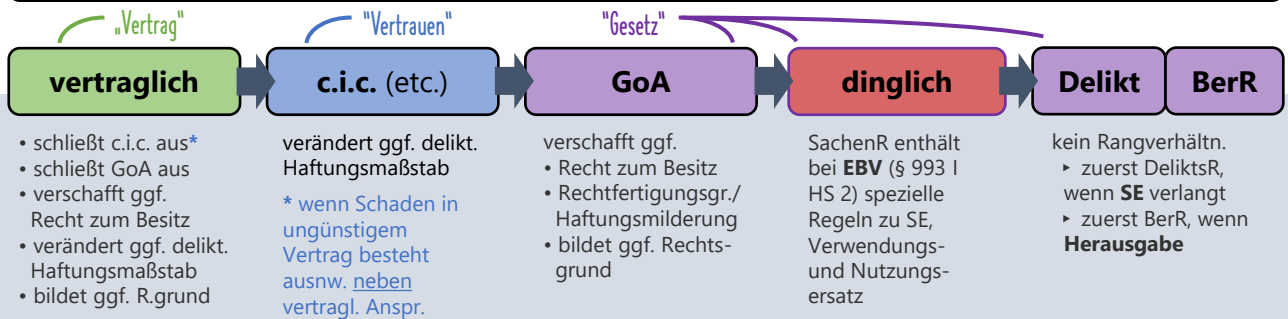 „Vertrag"
"Vertrauen"
"Gesetz"
vertraglich
c.i.c. (etc.)
GoA
dinglich
Delikt
BerR
• schließt c.i.c. aus*
• schließt GoA aus
• verschafft ggf.
Recht zum Besitz
• verändert ggf. delikt.
Haftungsmaßstab
• bildet ggf. R.grund
verändert ggf. delikt.
Haftungsmaßstab
* wenn Schaden in
ungünstigem
Vertrag besteht
ausnw. neben
vertragl. Anspr.
verschafft ggf.
• Recht zum Besitz
• Rechtfertigungsgr./
Haftungsmilderung
• bildet ggf. Rechts-
grund
SachenR enthält
bei EBV (§ 993 I
HS 2) spezielle
Regeln zu SE,
Verwendungs-
und Nutzungs-
ersatz
kein Rangverhältn.
▸ zuerst DeliktsR,
wenn SE verlangt
▸ zuerst BerR, wenn
Herausgabe